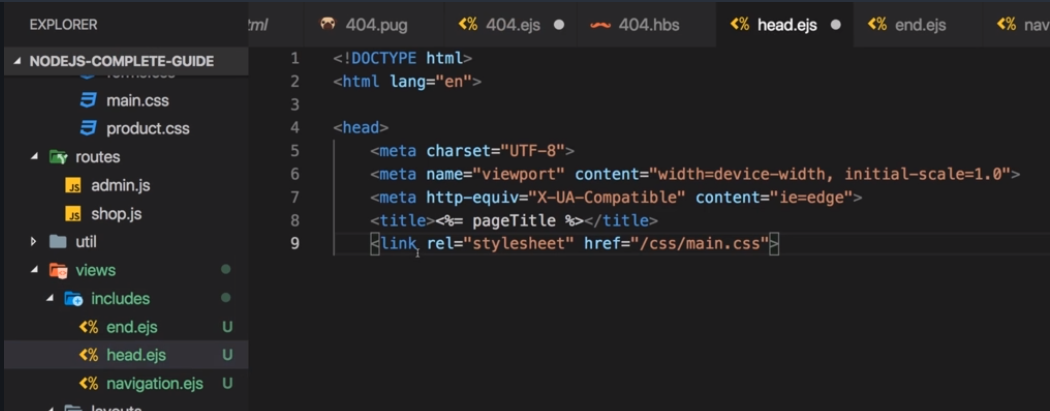 EXPLORER
tml
404.pug
404.ejs
404.hbs
head.ejs
end.ejs
nav
NODEJS-COMPLETE-GUIDE
main.css
product.css
routes
JS admin.js
JS shop.js
util
views
includes
<% end.ejs U
<% head.ejs U
<% navigation.ejs U
layouts
1 <!DOCTYPE html>
2 <html lang="en">
3
4 <head>
5 <meta charset="UTF-8">
6 <meta name="viewport" content="width=device-width, initial-scale=1.0">
7 <meta http-equiv="X-UA-Compatible" content="ie=edge">
8 <title><%= pageTitle %></title>
9 <link rel="stylesheet" href="/css/main.css">